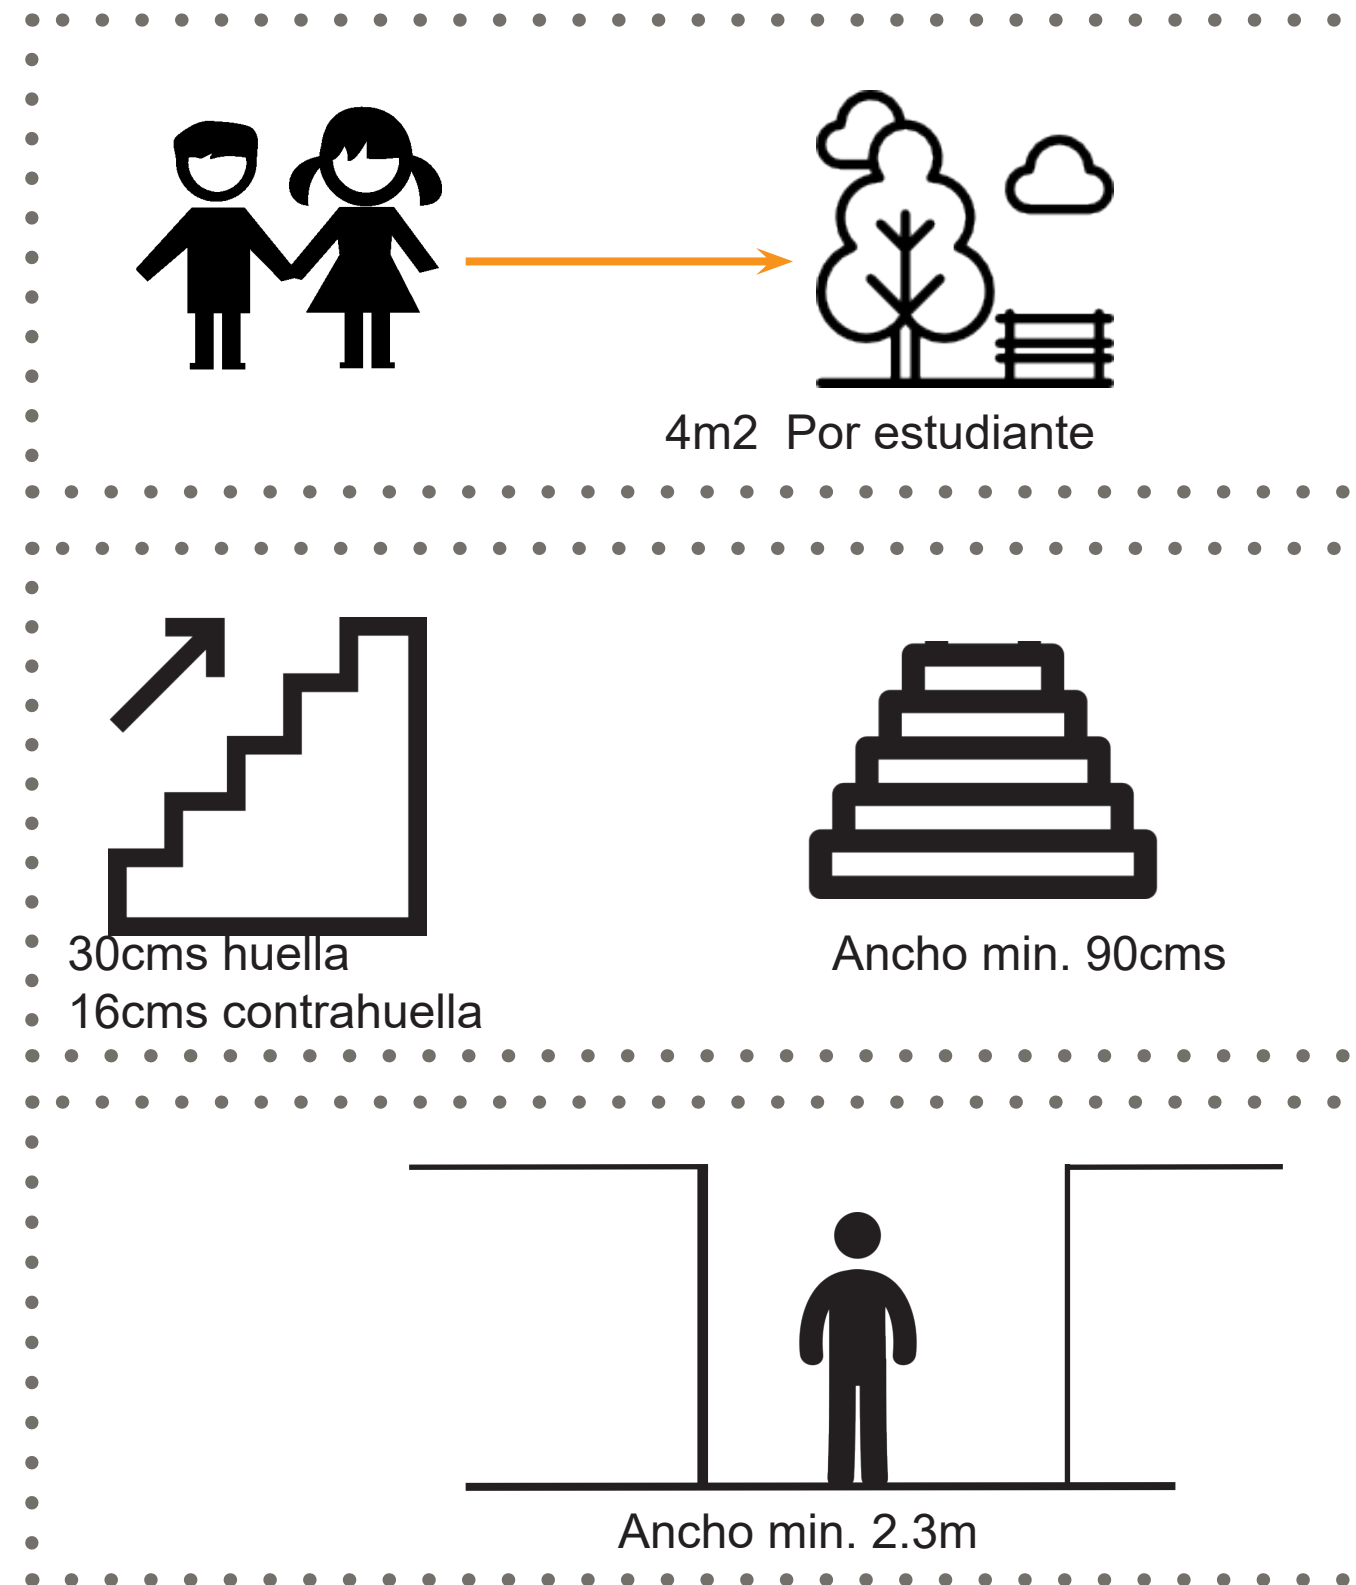 4m2 Por estudiante
30cms huella
16cms contrahuella
Ancho min. 90cms
Ancho min. 2.3m